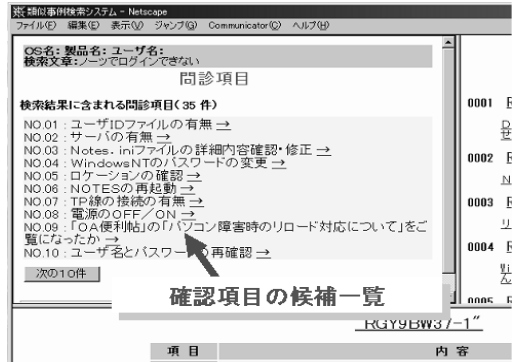 類似事例検索システム - Netscape
ファイル(F) 編集(E) 表示(V) ジャンプ(G) Communicator(C) ヘルプ(H)
OS名: 製品名: ユーザ名:
検索文章:ノーツでログインできない
問診項目
検索結果に含まれる問診項目(35 件)
NO.01 : ユーザIDファイルの有無 →
NO.02 : サーバの有無 →
NO.03 : Notes. iniファイルの詳細内容確認・修正 →
NO.04 : WindowsNTのパスワードの変更 →
NO.05 : ロケーションの確認 →
NO.06 : NOTESの再起動 →
NO.07 : TP線の接続の有無 →
NO.08 : 電源のOFF/ON →
NO.09 : 「OA便利帖」の「パソコン障害時のリロード対応について」をご
覧になったか →
NO.10 : ユーザ名とパスワー の再確認 →
次の10件
確認項目の候補一覧
0001
0002
0003
0004
0005
RGY9BW37-1"
項 目
内 容